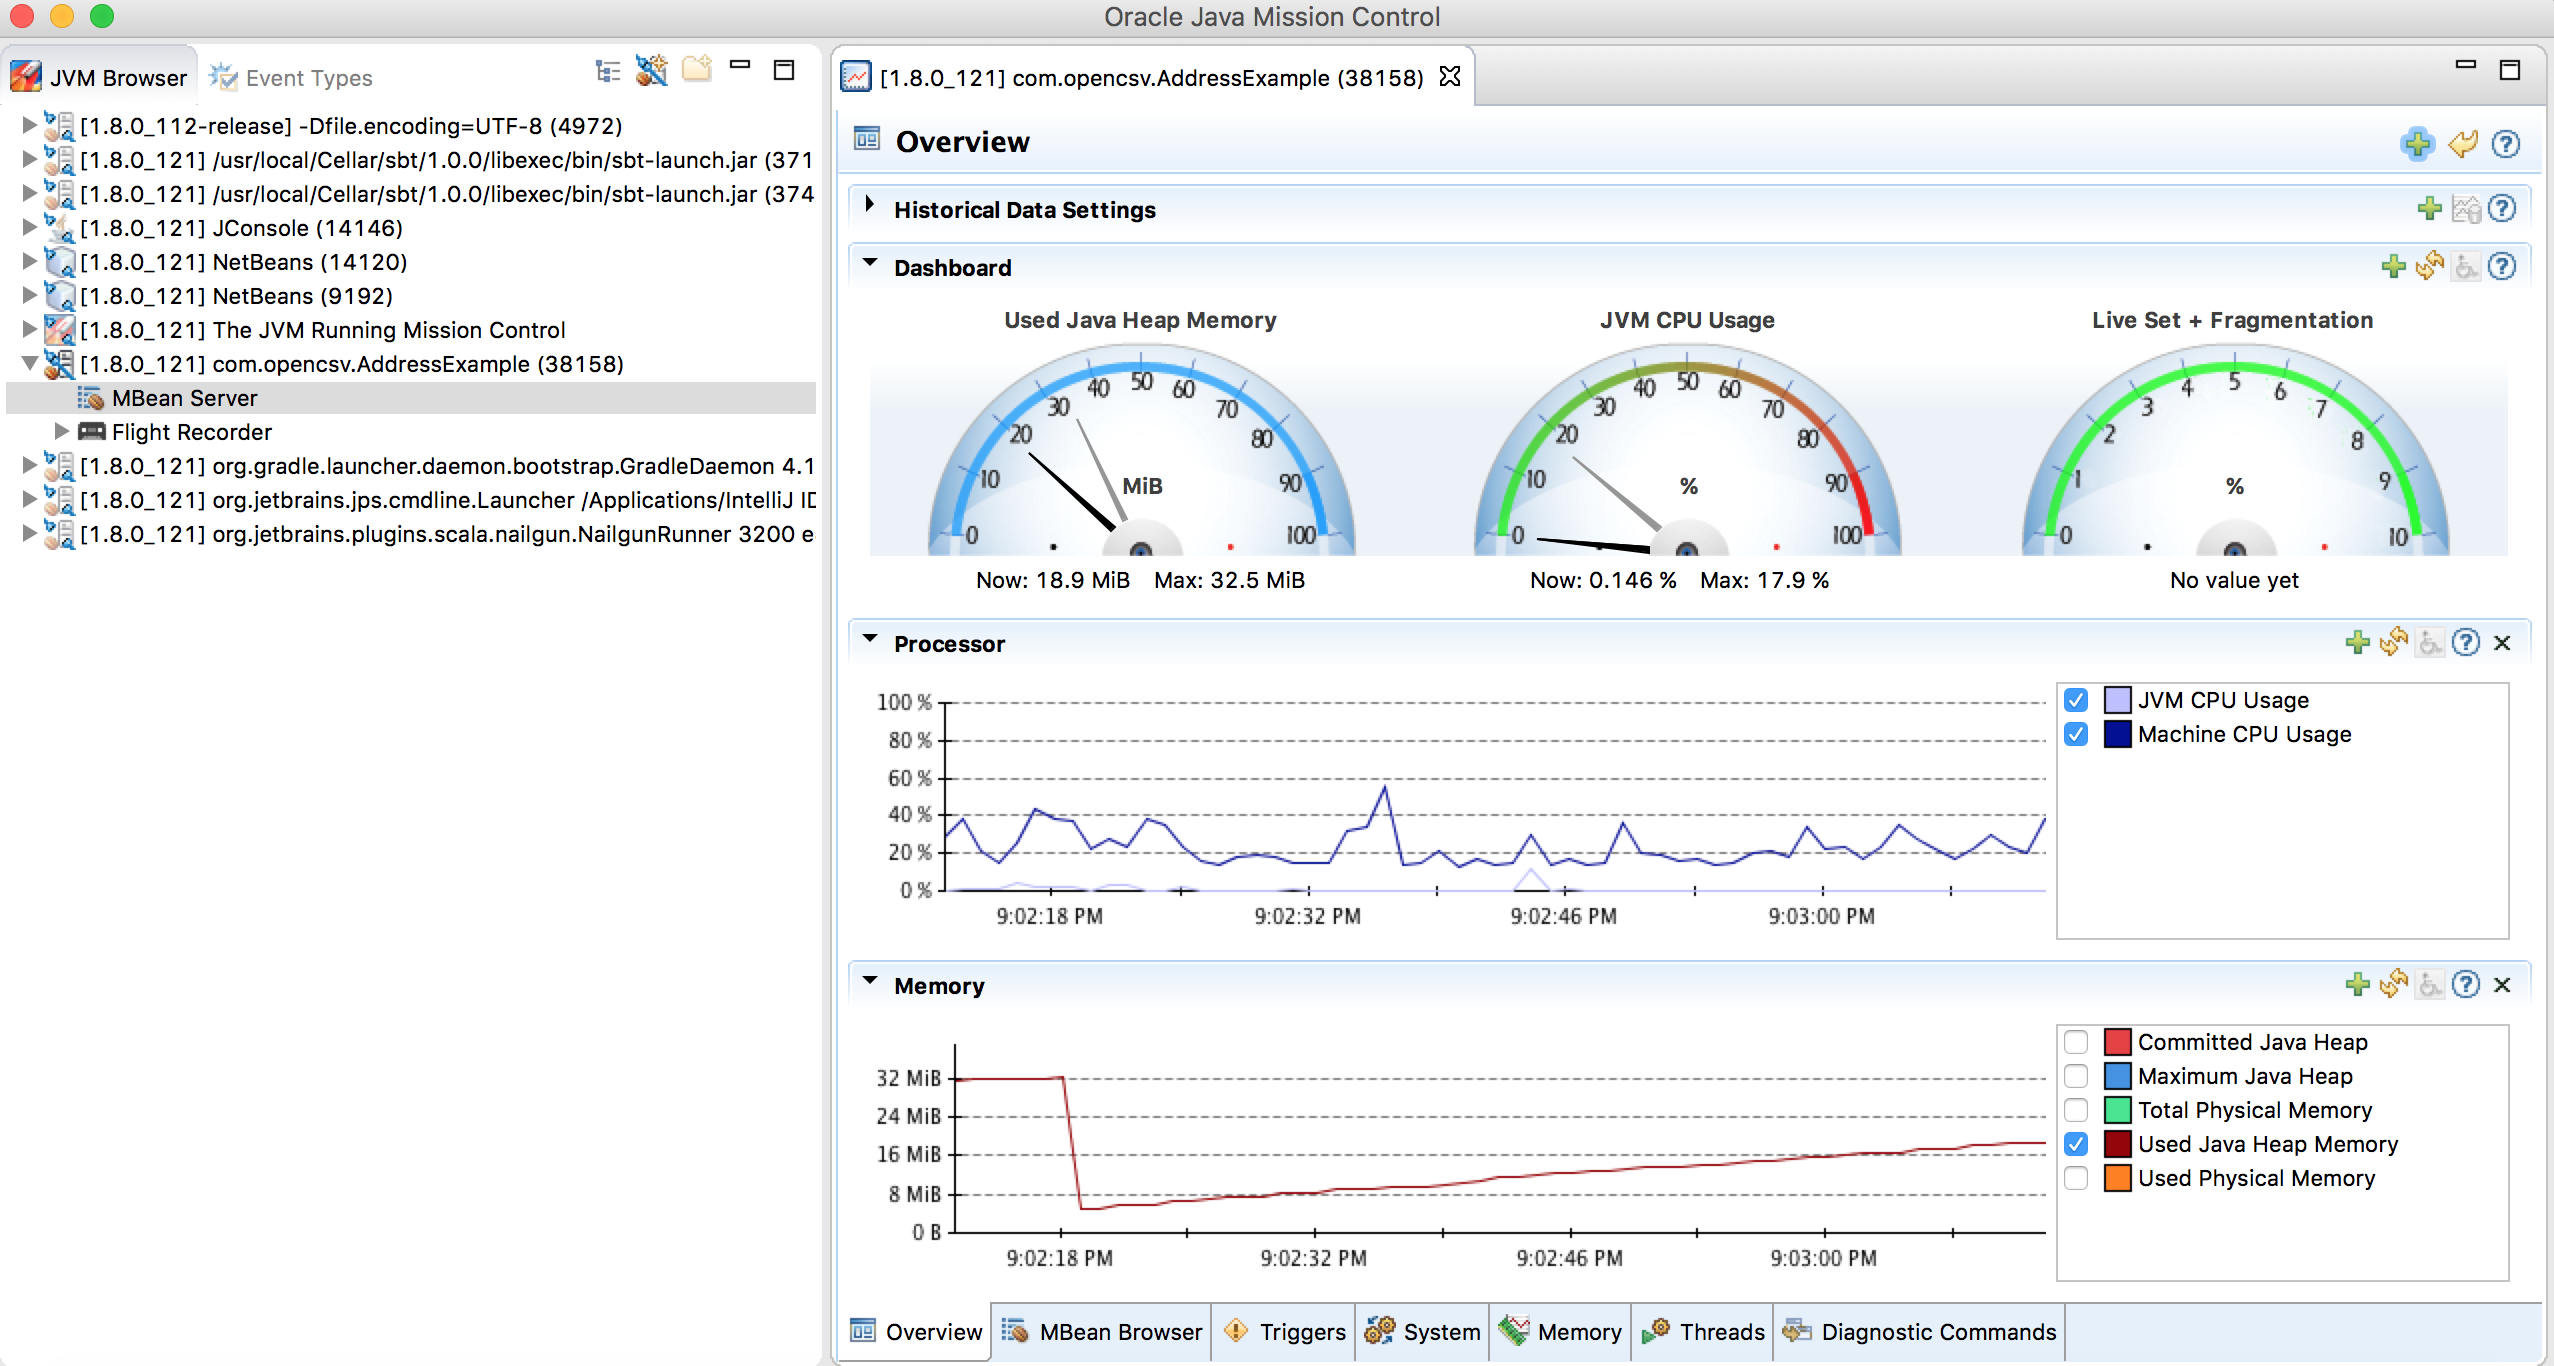 Oracle Java Mission Control
JVM Browser
Event Types
[1.8.0_112-release] -Dfile.encoding=UTF-8 (4972)
[1.8.0_121] /usr/local/Cellar/sbt/1.0.0/libexec/bin/sbt-launch.jar (371
[1.8.0_121] /usr/local/Cellar/sbt/1.0.0/libexec/bin/sbt-launch.jar (374
[1.8.0_121] JConsole (14146)
[1.8.0_121] NetBeans (14120)
[1.8.0_121] NetBeans (9192)
[1.8.0_121] The JVM Running Mission Control
[1.8.0_121] com.opencsv.AddressExample (38158)
MBean Server
Flight Recorder
[1.8.0_121] org.gradle.launcher.daemon.bootstrap.GradleDaemon 4.1
[1.8.0_121] org.jetbrains.jps.cmdline.Launcher /Applications/IntelliJ ID
[1.8.0_121] org.jetbrains.plugins.scala.nailgun.NailgunRunner 3200 e
[1.8.0_121] com.opencsv.AddressExample (38158)
Overview
Historical Data Settings
Dashboard
Used Java Heap Memory
0 10 20 30 40 50 60 70 80 90 100
MiB
Now: 18.9 MiB Max: 32.5 MiB
JVM CPU Usage
0 10 20 30 40 50 60 70 80 90 100
%
Now: 0.146 % Max: 17.9 %
Live Set + Fragmentation
0 1 2 3 4 5 6 7 8 9 10
%
No value yet
Processor
100 %
80 %
60 %
40 %
20 %
0 %
9:02:18 PM 9:02:32 PM 9:02:46 PM 9:03:00 PM
JVM CPU Usage
Machine CPU Usage
Memory
32 MiB
24 MiB
16 MiB
8 MiB
0 B
9:02:18 PM 9:02:32 PM 9:02:46 PM 9:03:00 PM
Committed Java Heap
Maximum Java Heap
Total Physical Memory
Used Java Heap Memory
Used Physical Memory
Overview MBean Browser Triggers System Memory Threads Diagnostic Commands